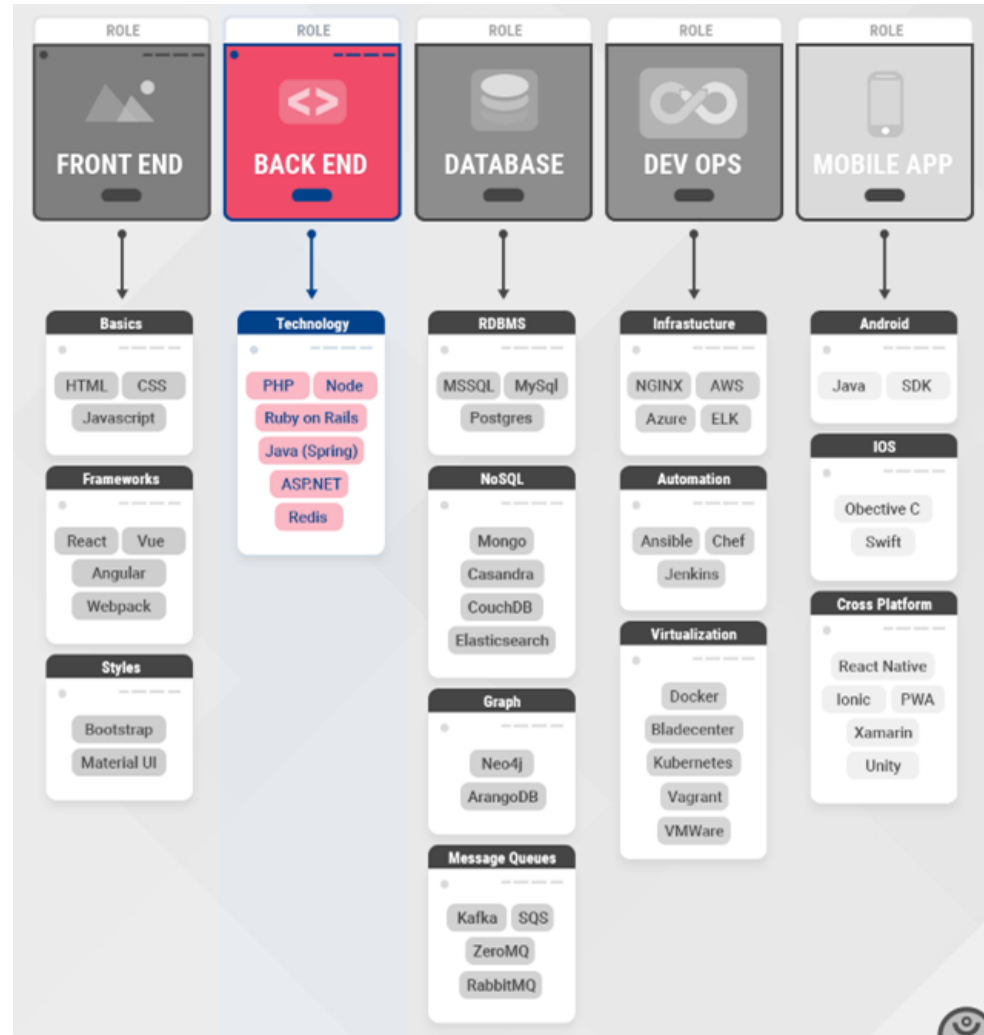 ROLE
FRONT END
Basics
HTML CSS
Javascript
Frameworks
React Vue
Angular
Webpack
Styles
Bootstrap
Material UI
ROLE
<>
BACK END
Technology
PHP Node
Ruby on Rails
Java (Spring)
ASP.NET
Redis
ROLE
DATABASE
RDBMS
MSSQL MySql
Postgres
NoSQL
Mongo
Casandra
CouchDB
Elasticsearch
Graph
Neo4j
ArangoDB
Message Queues
Kafka SQS
ZeroMQ
RabbitMQ
ROLE
DEV OPS
Infrastucture
NGINX AWS
Azure ELK
Automation
Ansible Chef
Jenkins
Virtualization
Docker
Bladecenter
Kubernetes
Vagrant
VMWare
ROLE
MOBILE APP
Android
Java SDK
IOS
Obective C
Swift
Cross Platform
React Native
Ionic PWA
Xamarin
Unity